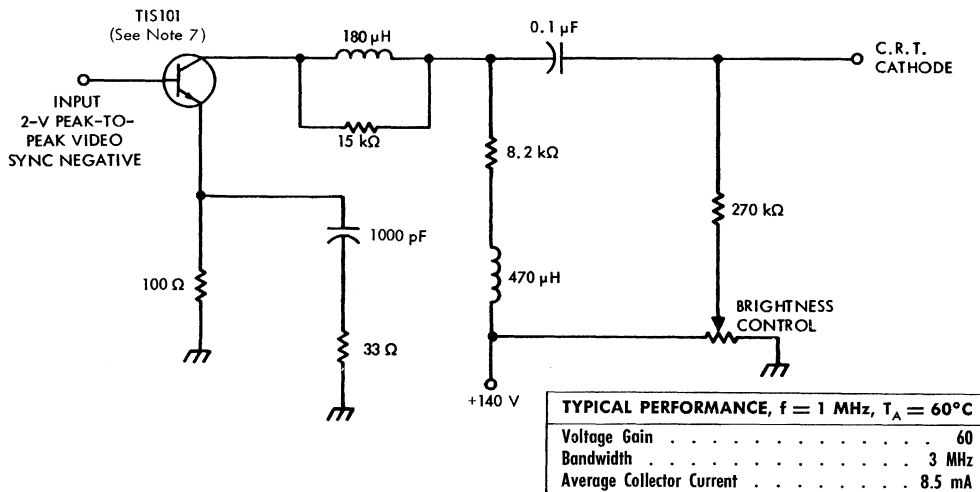 TIS101
(See Note 7)
180 μH
0.1 μF
C.R.T.
CATHODE
INPUT
2-V PEAK-TO-
PEAK VIDEO
SYNC NEGATIVE
15 kΩ
8.2 kΩ
270 kΩ
1000 pF
100 Ω
470 μH
BRIGHTNESS
CONTROL
33 Ω
+140 V
TYPICAL PERFORMANCE, f = 1 MHz, T_A = 60°C
Voltage Gain . . . . . . . . . . . . . 60
Bandwidth . . . . . . . . . . . . . 3 MHz
Average Collector Current . . . . . . . . 8.5 mA